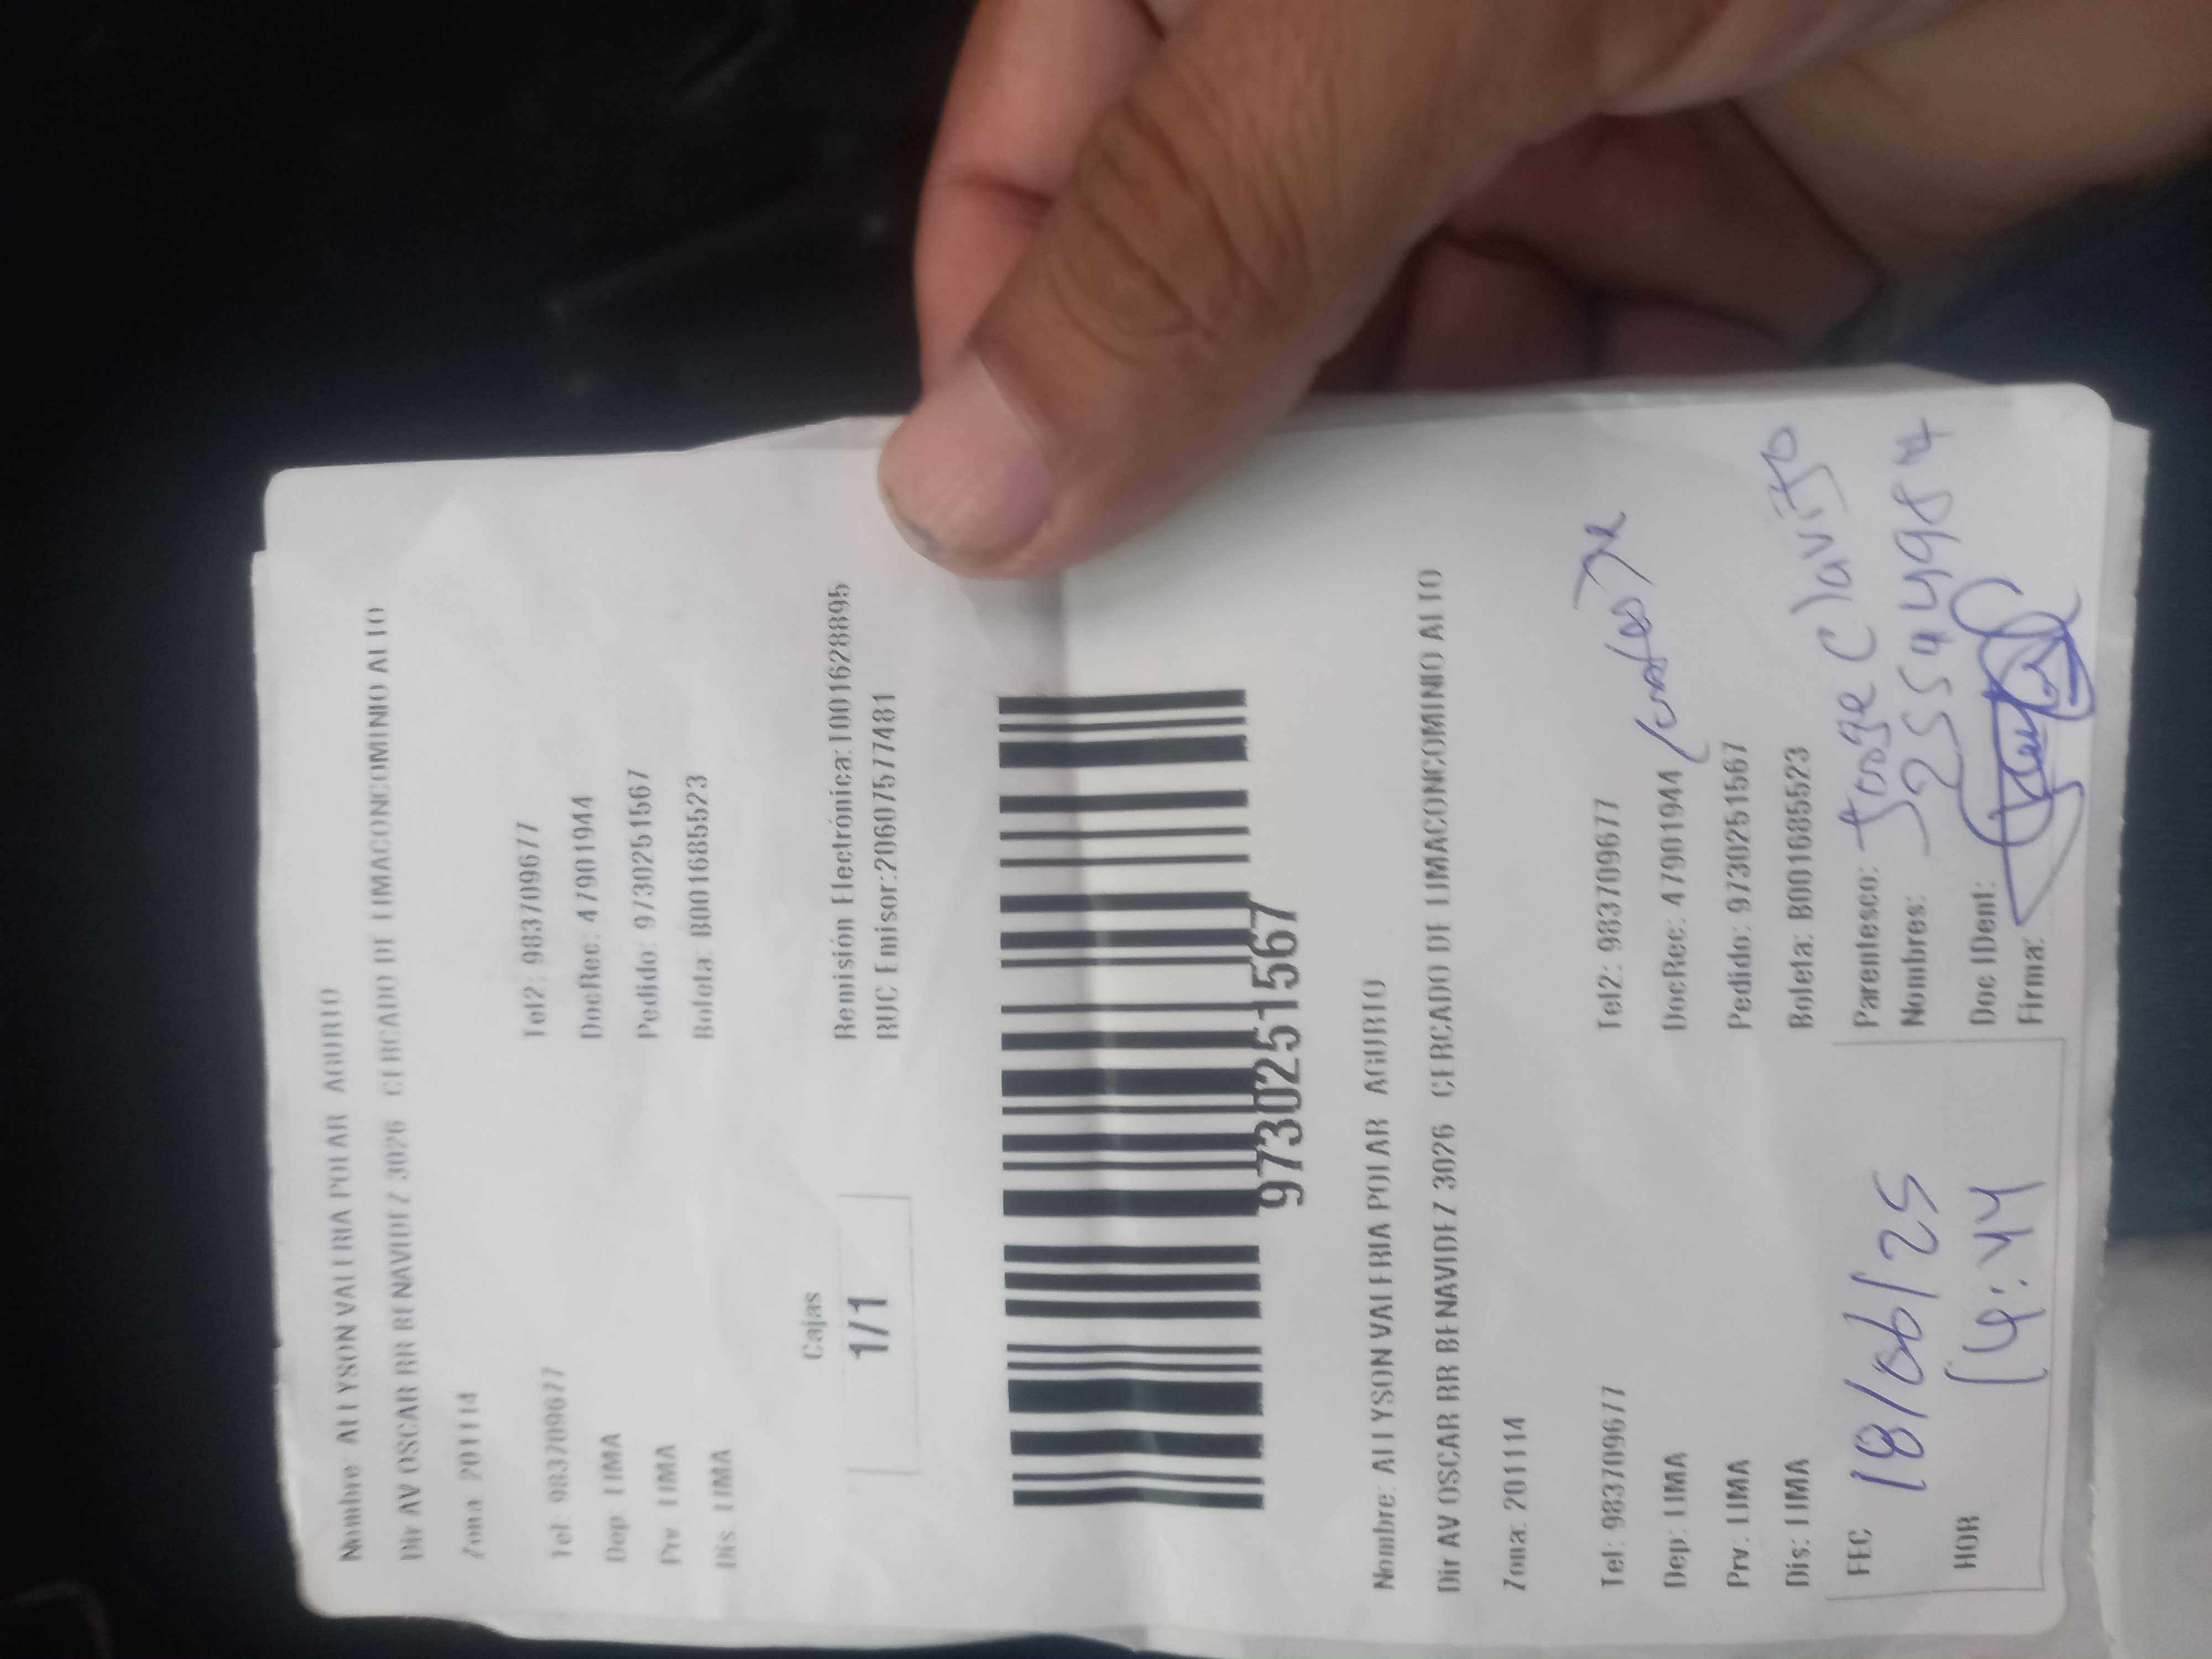 Nombre ALLYSON VALERIA POLAR AGURTO
Dir AV OSCAR RR BENAVIDEZ 3026 CERCADO DE LIMACONCOMINIO ALTO
Zona 201114
Tel: 983709677 Tel2: 983709677
Dep: LIMA DocRec: 47901944
Prv. LIMA Pedido: 9730251567
Dis. LIMA Boleta: B001685523
Cajas Remisión Electrónica:1001628895
1/1 RUC Emisor:20607577481
9730251567
Nombre: ALLYSON VALERIA POLAR AGURTO
Dir AV OSCAR RR BENAVIDEZ 3026 CERCADO DE LIMACONCOMINIO ALTO
Zona: 201114
Tel: 983709677 Tel2: 983709677
Dep: LIMA DocRec: 47901944
Prv. LIMA Pedido: 9730251567
Dis: LIMA Boleta: B001685523
FEC 18/06/25 Parentesco: Jorge Clavijo
Nombres: 25544984
HOR 14:44 Doc IDent:
Firma: